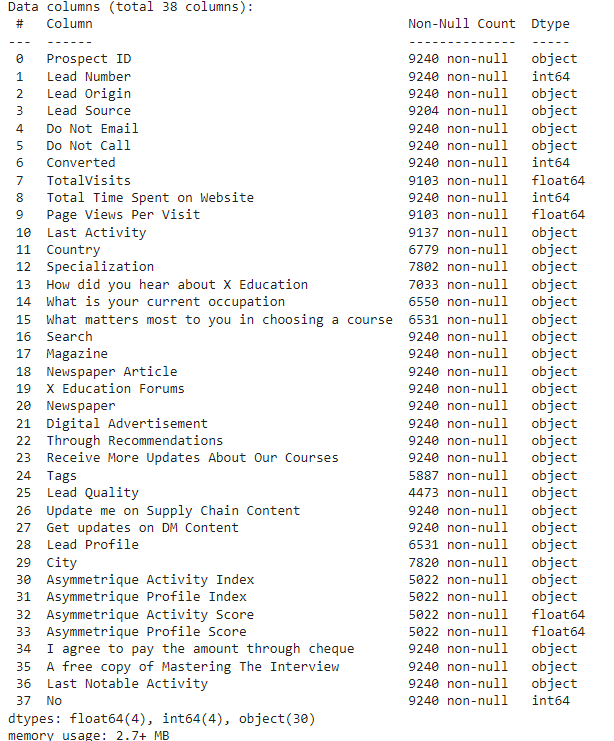 Data columns (total 38 columns):
 #   Column                                         Non-Null Count  Dtype
---  ------                                         --------------  -----
 0   Prospect ID                                    9240 non-null   object
 1   Lead Number                                    9240 non-null   int64
 2   Lead Origin                                    9240 non-null   object
 3   Lead Source                                    9204 non-null   object
 4   Do Not Email                                   9240 non-null   object
 5   Do Not Call                                    9240 non-null   object
 6   Converted                                      9240 non-null   int64
 7   TotalVisits                                    9103 non-null   float64
 8   Total Time Spent on Website                    9240 non-null   int64
 9   Page Views Per Visit                           9103 non-null   float64
 10  Last Activity                                  9137 non-null   object
 11  Country                                        6779 non-null   object
 12  Specialization                                 7802 non-null   object
 13  How did you hear about X Education             7033 non-null   object
 14  What is your current occupation                6550 non-null   object
 15  What matters most to you in choosing a course  6531 non-null   object
 16  Search                                         9240 non-null   object
 17  Magazine                                       9240 non-null   object
 18  Newspaper Article                              9240 non-null   object
 19  X Education Forums                             9240 non-null   object
 20  Newspaper                                      9240 non-null   object
 21  Digital Advertisement                          9240 non-null   object
 22  Through Recommendations                        9240 non-null   object
 23  Receive More Updates About Our Courses         9240 non-null   object
 24  Tags                                           5887 non-null   object
 25  Lead Quality                                   4473 non-null   object
 26  Update me on Supply Chain Content              9240 non-null   object
 27  Get updates on DM Content                      9240 non-null   object
 28  Lead Profile                                   6531 non-null   object
 29  City                                           7820 non-null   object
 30  Asymmetrique Activity Index                    5022 non-null   object
 31  Asymmetrique Profile Index                     5022 non-null   object
 32  Asymmetrique Activity Score                    5022 non-null   float64
 33  Asymmetrique Profile Score                     5022 non-null   float64
 34  I agree to pay the amount through cheque       9240 non-null   object
 35  A free copy of Mastering The Interview         9240 non-null   object
 36  Last Notable Activity                          9240 non-null   object
 37  No                                             9240 non-null   int64
dtypes: float64(4), int64(4), object(30)
memory usage: 2.7+ MB